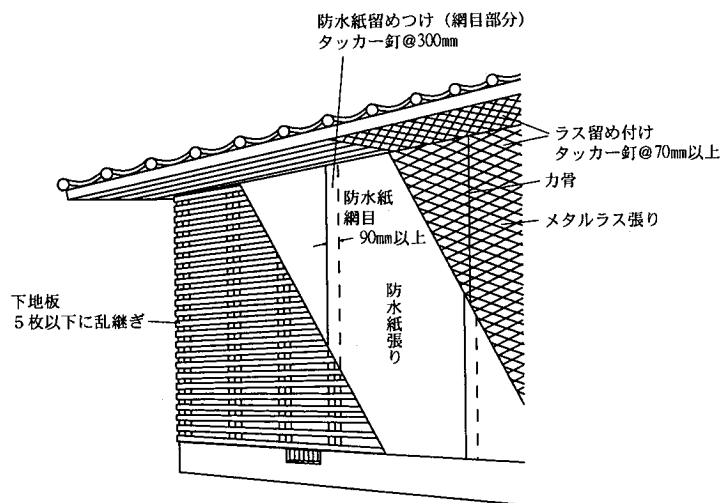 防水紙留めつけ（網目部分）
タッカー釘@300mm
ラス留め付け
タッカー釘@70mm以上
力骨
メタルラス張り
防水紙
網目
90mm以上
防水紙張り
下地板
５枚以下に乱継ぎ